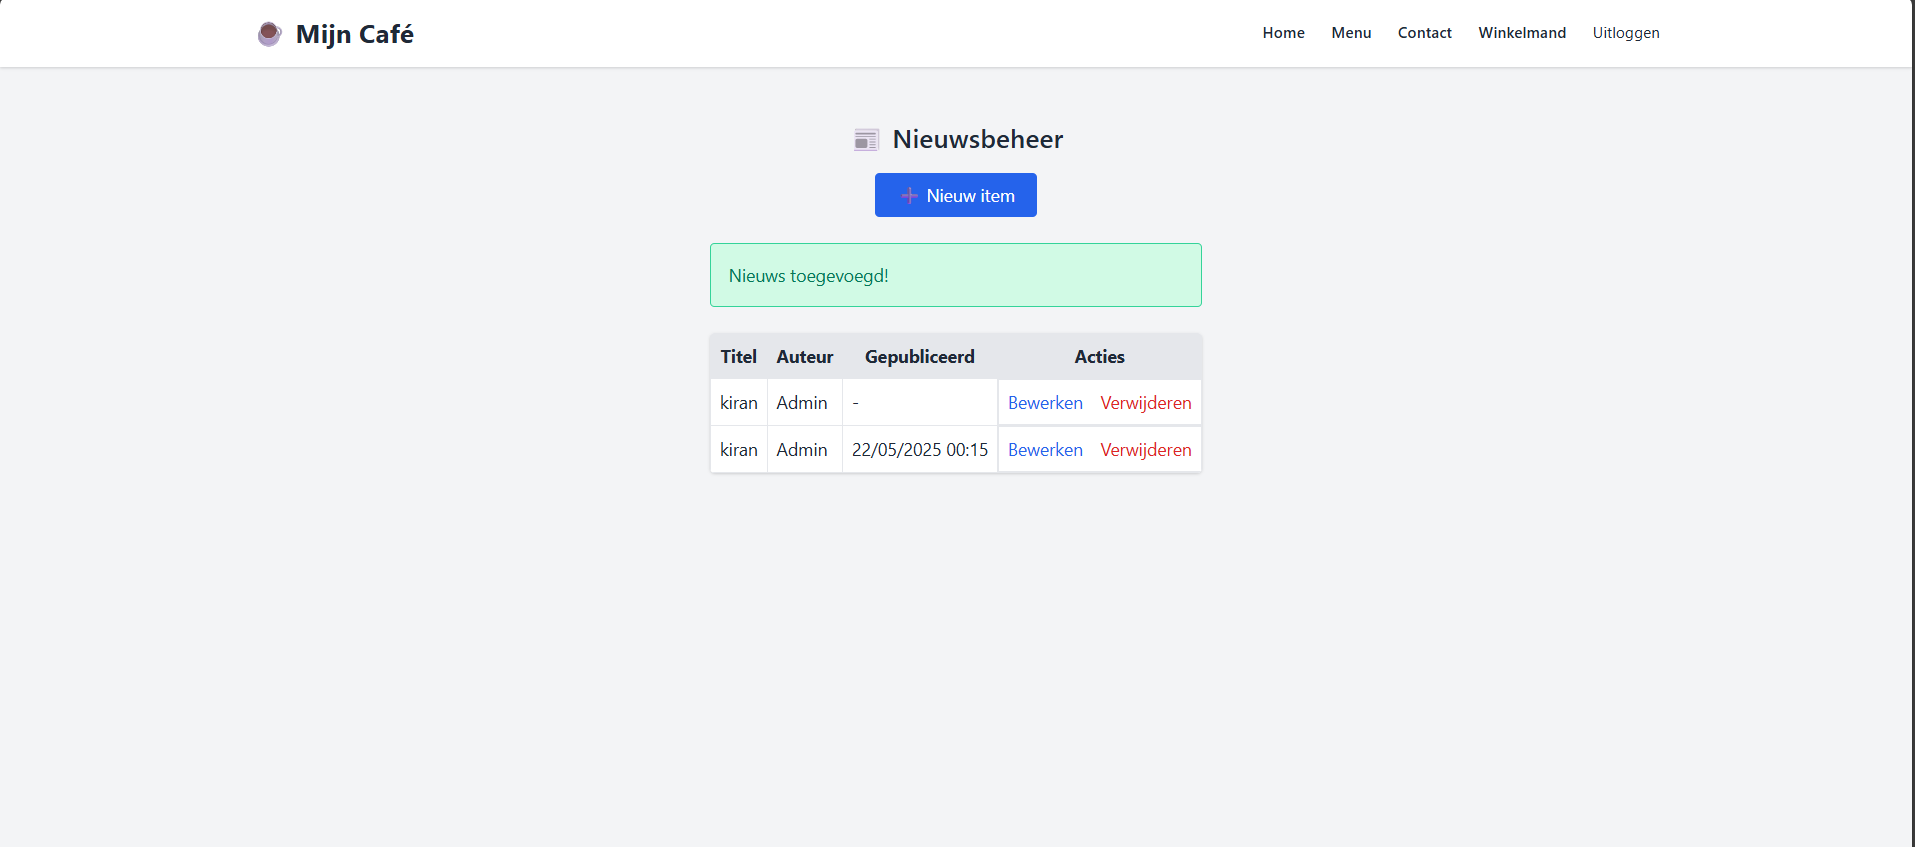 Mijn Café
Home Menu Contact Winkelmand Uitloggen
Nieuwsbeheer
Nieuw item
Nieuws toegevoegd!
Titel Auteur Gepubliceerd Acties
kiran Admin - Bewerken Verwijderen
kiran Admin 22/05/2025 00:15 Bewerken Verwijderen